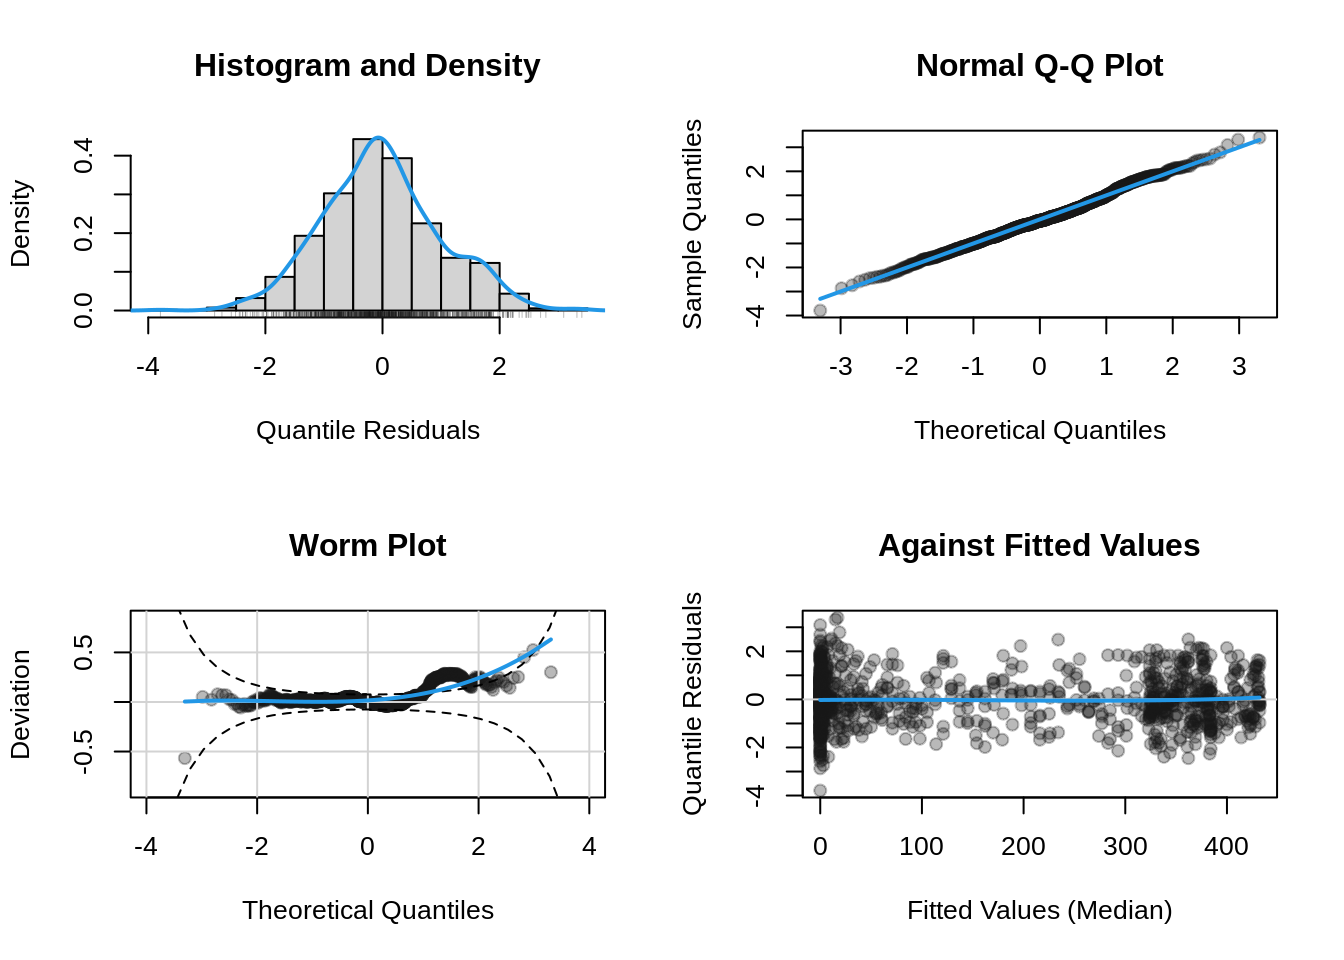 Histogram and Density
Density
0.0 0.2 0.4
-4 -2 0 2
Quantile Residuals
Normal Q-Q Plot
Sample Quantiles
-4 -2 0 2
-3 -2 -1 0 1 2 3
Theoretical Quantiles
Worm Plot
Deviation
-0.5 0.5
-4 -2 0 2 4
Theoretical Quantiles
Against Fitted Values
Quantile Residuals
-4 -2 0 2
0 100 200 300 400
Fitted Values (Median)